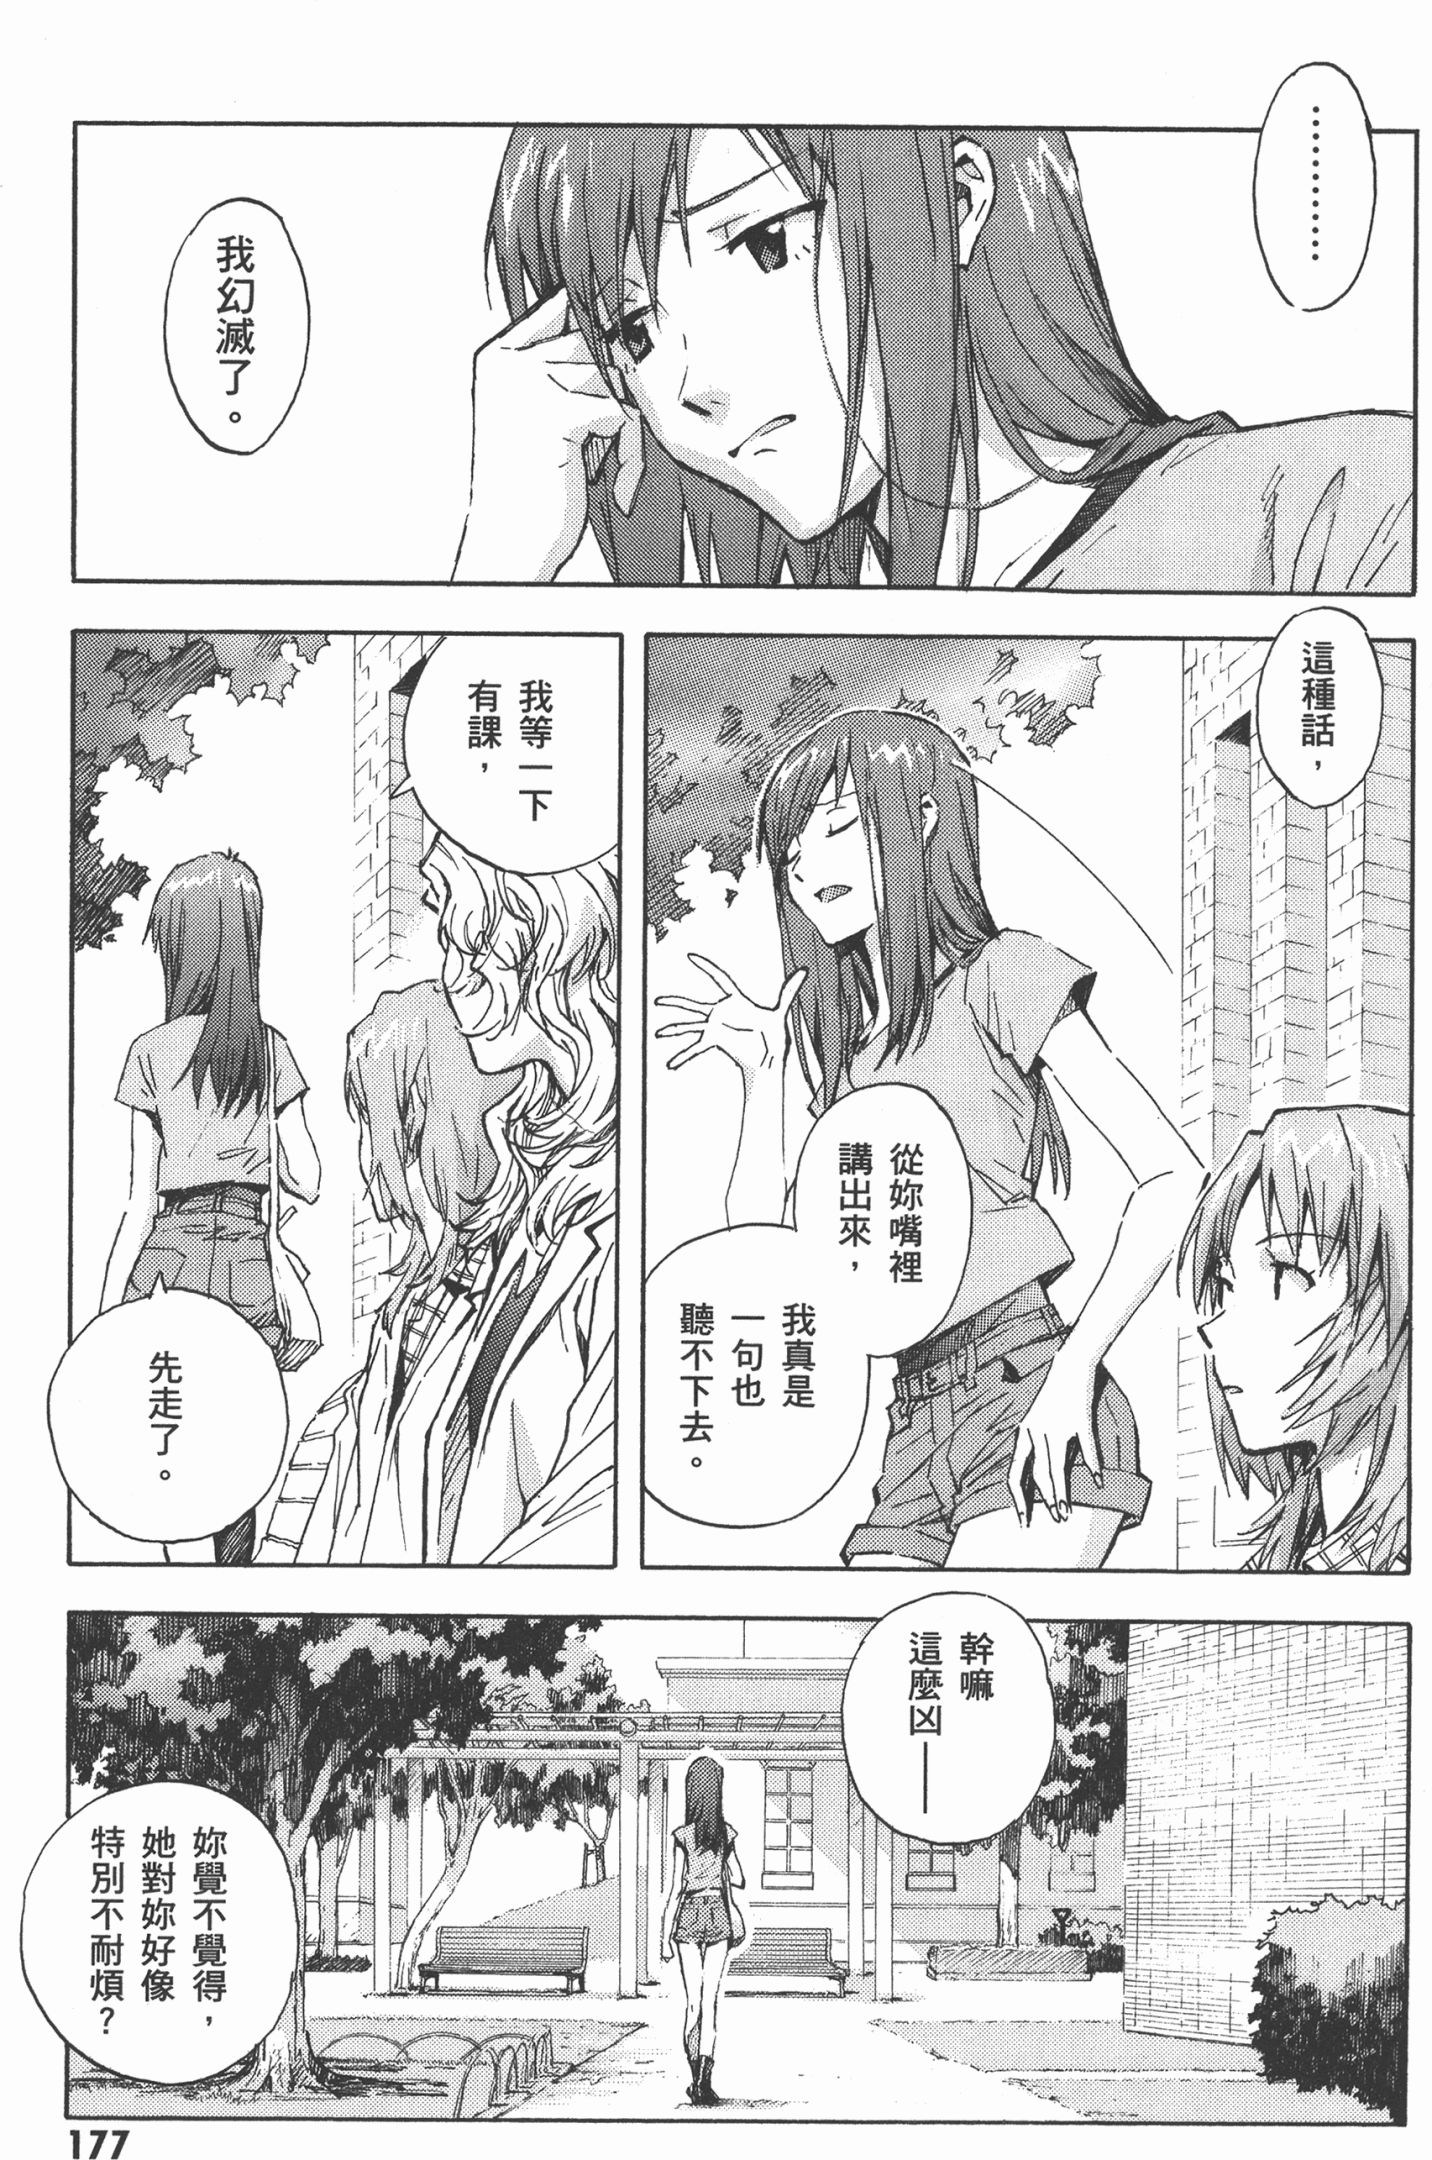 …………
我幻滅了。
這種話，
從妳嘴裡
講出來，
我真是
一句也
聽不下去。
我等一下
有課，
先走了。
幹嘛
這麼凶——
妳覺不覺得，
她對妳好像
特別不耐煩？
177